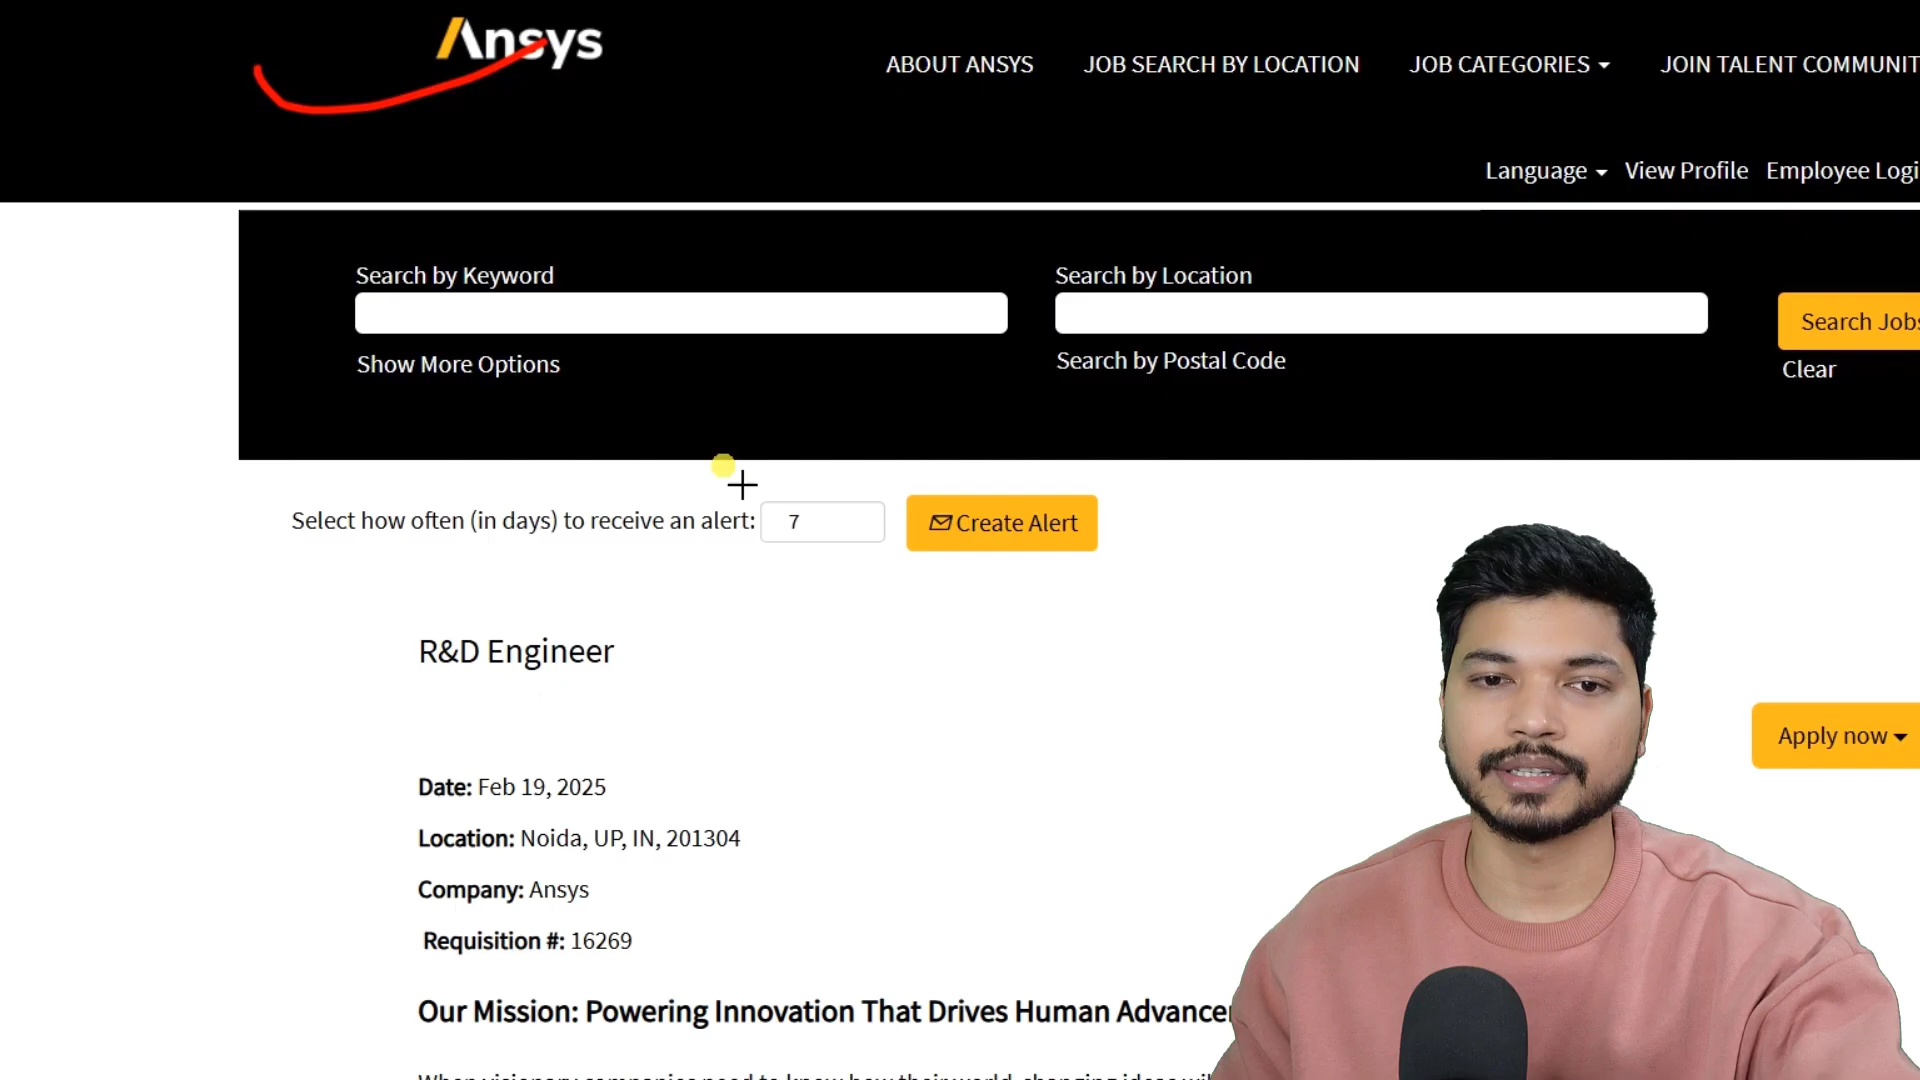 Ansys
ABOUT ANSYS JOB SEARCH BY LOCATION JOB CATEGORIES JOIN TALENT COMMUNIT
Language View Profile Employee Logi
Search by Keyword Search by Location
Search Jobs
Show More Options Search by Postal Code Clear
Select how often (in days) to receive an alert: 7 Create Alert
R&D Engineer
Apply now
Date: Feb 19, 2025
Location: Noida, UP, IN, 201304
Company: Ansys
Requisition #: 16269
Our Mission: Powering Innovation That Drives Human Advancer